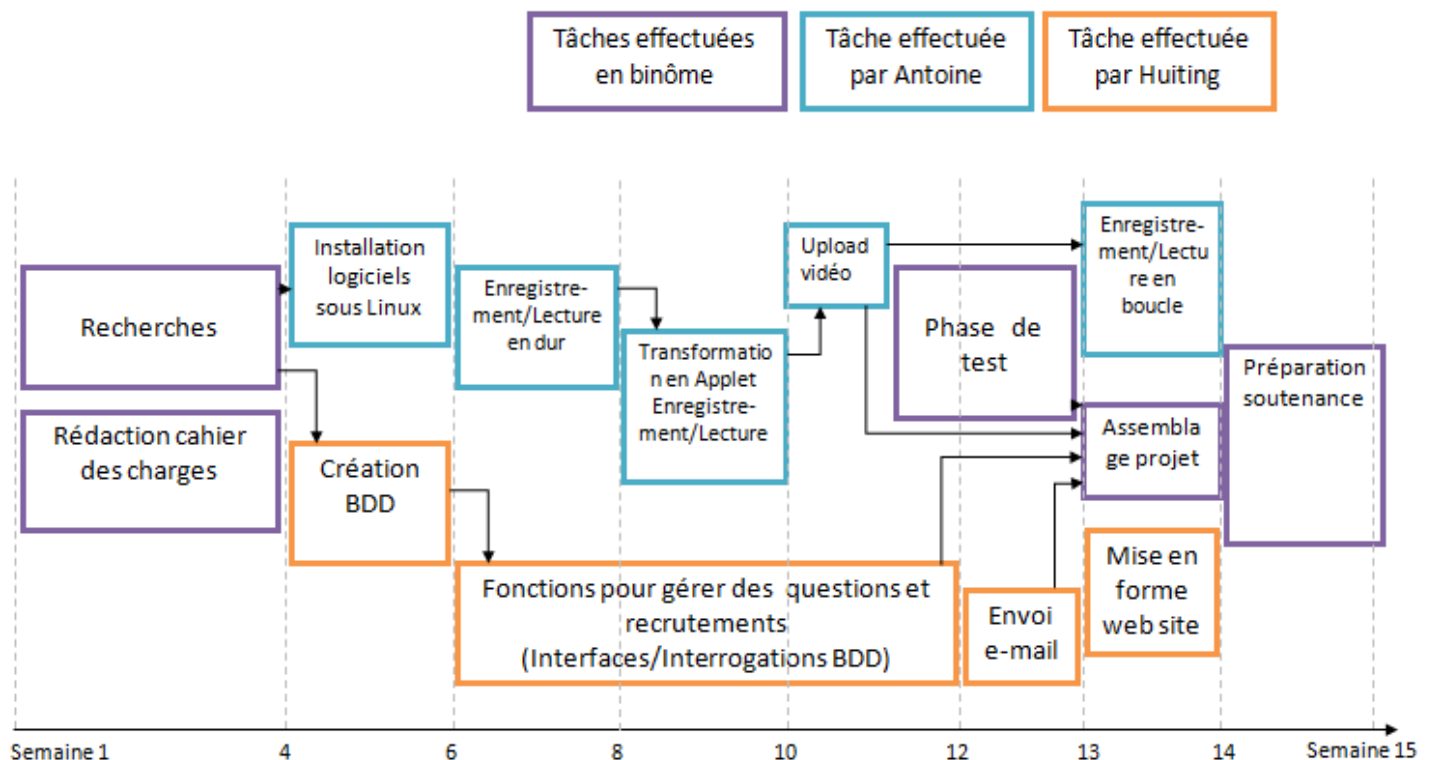 Tâches effectuées
en binôme
Tâche effectuée
par Antoine
Tâche effectuée
par Huiting
Recherches
Rédaction cahier
des charges
Installation
logiciels
sous Linux
Création
BDD
Enregistre-
ment/Lecture
en dur
Transformatio
n en Applet
Enregistre-
ment/Lecture
Fonctions pour gérer des questions et
recrutements
(Interfaces/Interrogations BDD)
Upload
vidéo
Phase de
test
Envoi
e-mail
Enregistre-
ment/Lectu
re en
boucle
Assembla
ge projet
Mise en
forme
web site
Préparation
soutenance
Semaine 1
4
6
8
10
12
13
14
Semaine 15